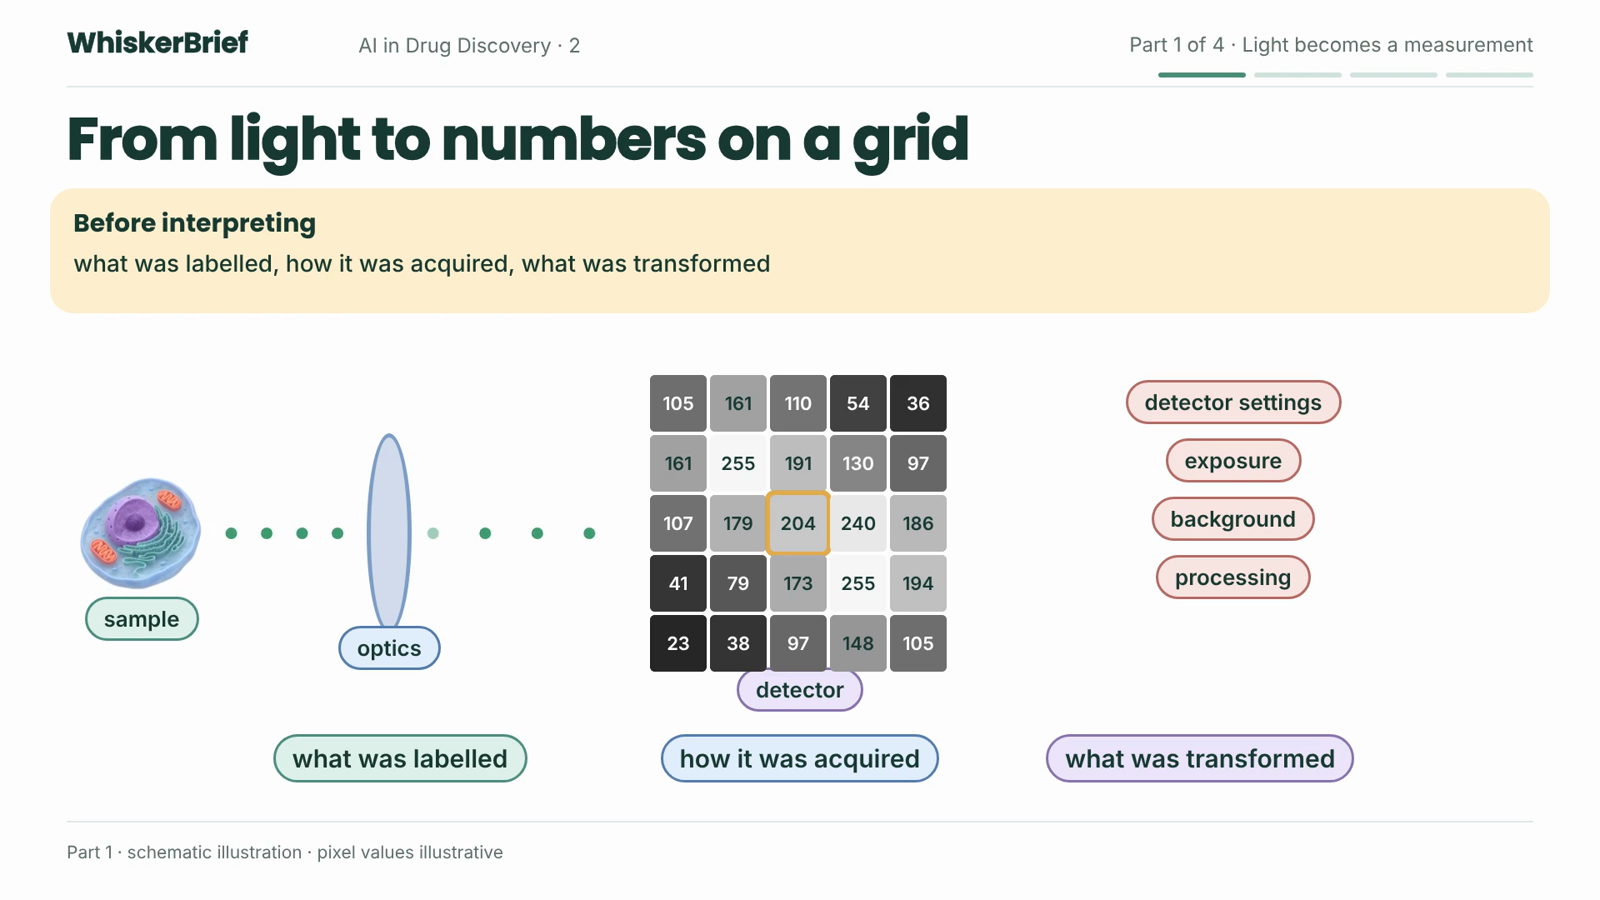 WhiskerBrief
AI in Drug Discovery · 2
Part 1 of 4 · Light becomes a measurement
From light to numbers on a grid
Before interpreting
what was labelled, how it was acquired, what was transformed
105 161 110 54 36
161 255 191 130 97
107 179 204 240 186
41 79 173 255 194
23 38 97 148 105
sample
optics
detector
detector settings
exposure
background
processing
what was labelled
how it was acquired
what was transformed
Part 1 · schematic illustration · pixel values illustrative